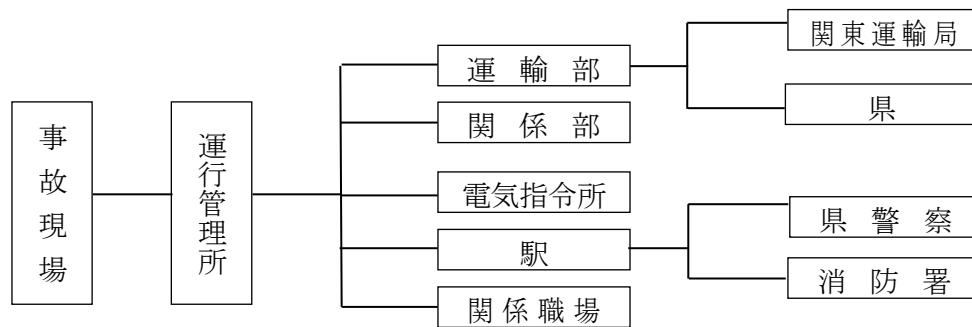 事故現場
運行管理所
運輸部
関係部
電気指令所
駅
関係職場
関東運輸局
県
県警察
消防署